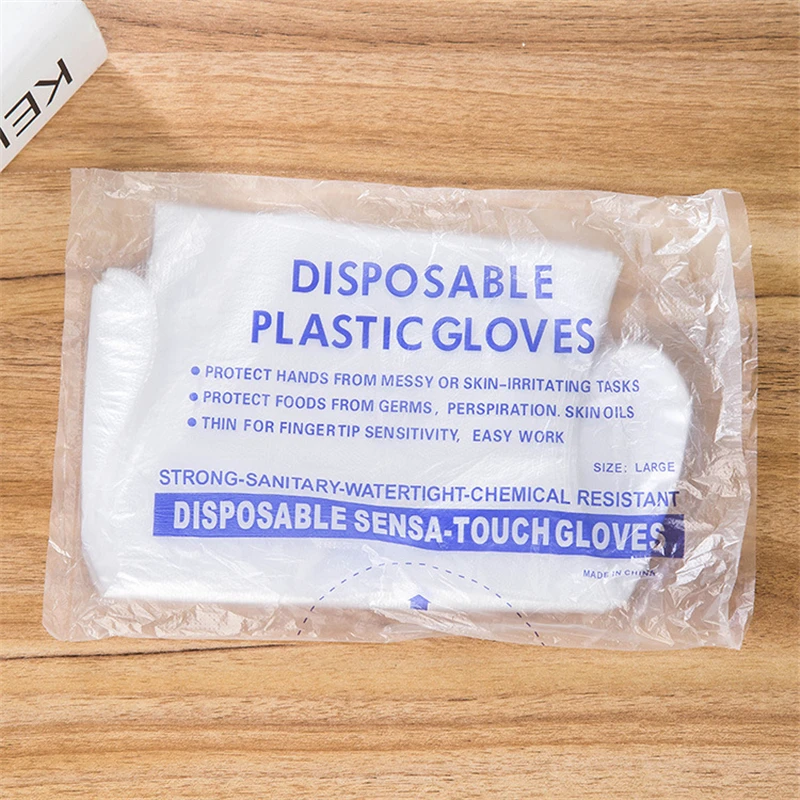 DISPOSABLE
PLASTIC GLOVES
● PROTECT HANDS FROM MESSY OR SKIN-IRRITATING TASKS
● PROTECT FOODS FROM GERMS, PERSPIRATION. SKIN OILS
● THIN FOR FINGERTIP SENSITIVITY, EASY WORK
SIZE: LARGE
STRONG-SANITARY-WATERTIGHT-CHEMICAL RESISTANT
DISPOSABLE SENSA-TOUCH GLOVES
MADE IN CHINA